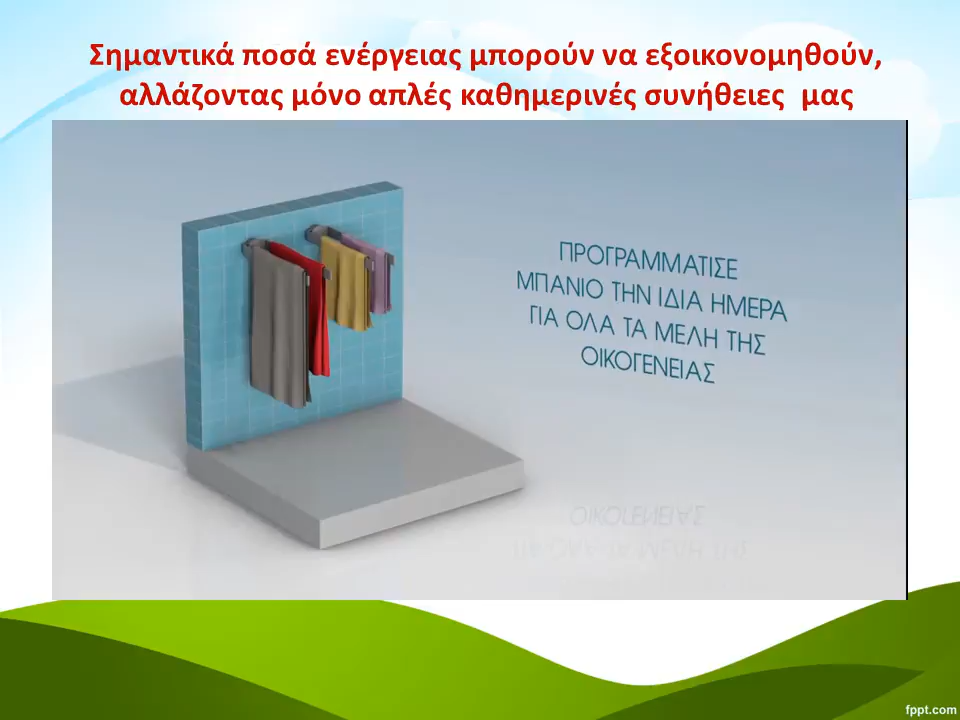 Σημαντικά ποσά ενέργειας μπορούν να εξοικονομηθούν,
αλλάζοντας μόνο απλές καθημερινές συνήθειες μας
ΠΡΟΓΡΑΜΜΑΤΙΣΕ
ΜΠΑΝΙΟ ΤΗΝ ΙΔΙΑ ΗΜΕΡΑ
ΓΙΑ ΟΛΑ ΤΑ ΜΕΛΗ ΤΗΣ
ΟΙΚΟΓΕΝΕΙΑΣ
fppt.com